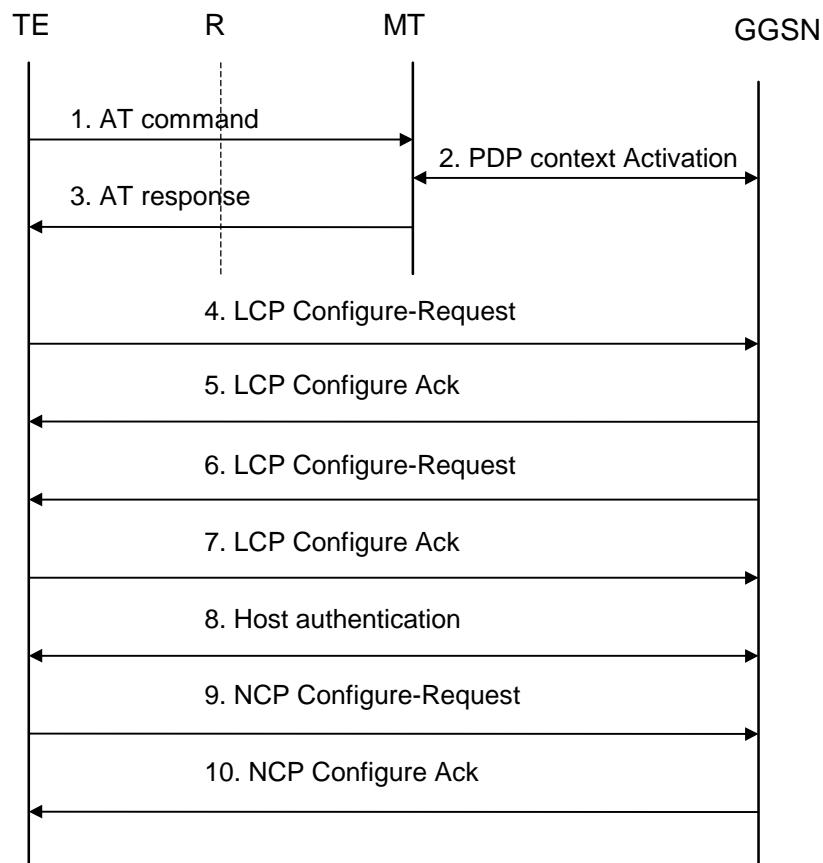 TE
R
MT
GGSN
1. AT command
2. PDP context Activation
3. AT response
4. LCP Configure-Request
5. LCP Configure Ack
6. LCP Configure-Request
7. LCP Configure Ack
8. Host authentication
9. NCP Configure-Request
10. NCP Configure Ack